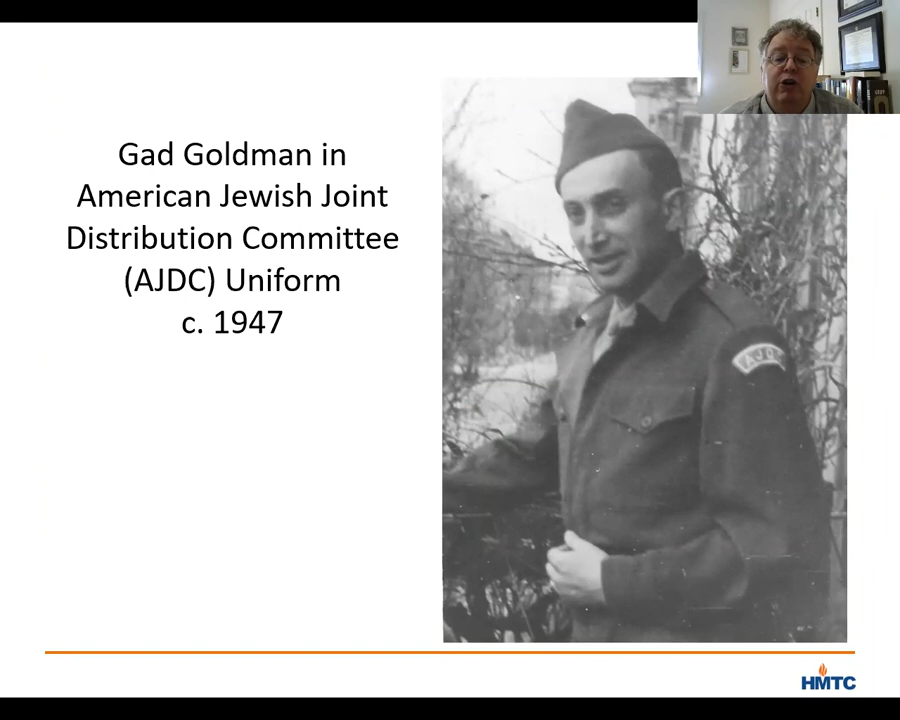 Gad Goldman in
American Jewish Joint
Distribution Committee
(AJDC) Uniform
c. 1947
HMTC